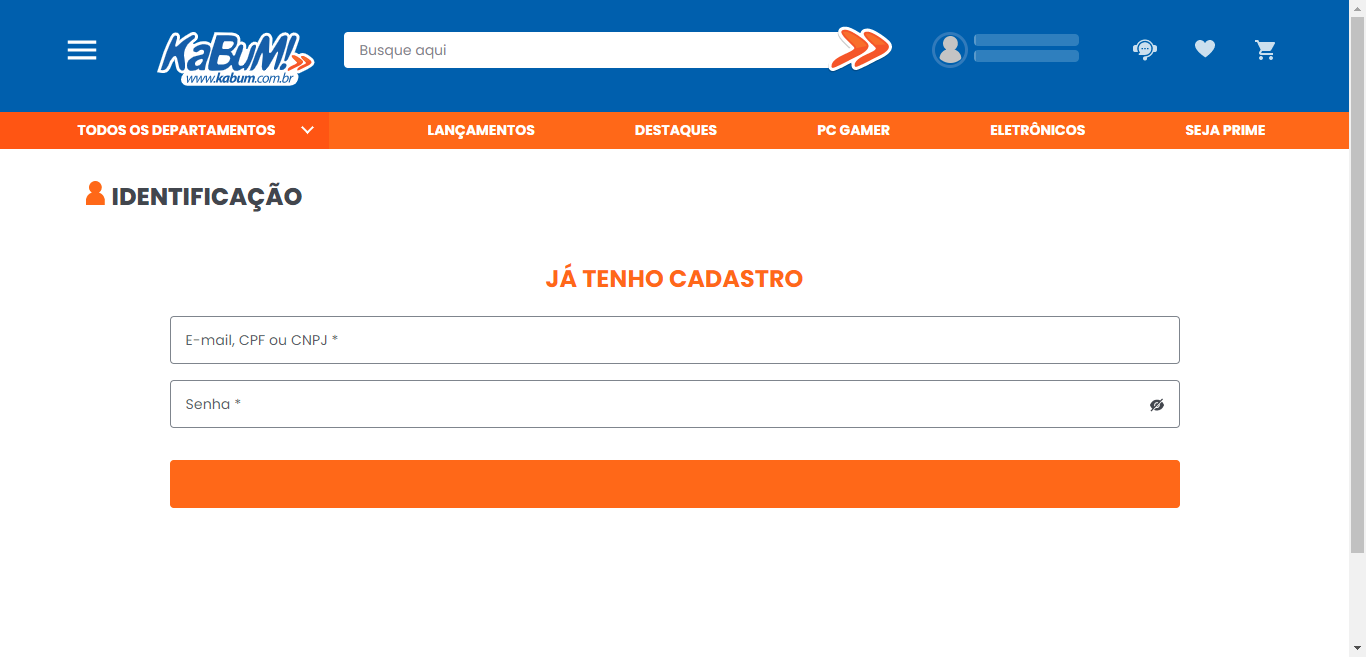 KaBuM!
www.kabum.com.br
Busque aqui
TODOS OS DEPARTAMENTOS
LANÇAMENTOS
DESTAQUES
PC GAMER
ELETRÔNICOS
SEJA PRIME
IDENTIFICAÇÃO
JÁ TENHO CADASTRO
E-mail, CPF ou CNPJ *
Senha *